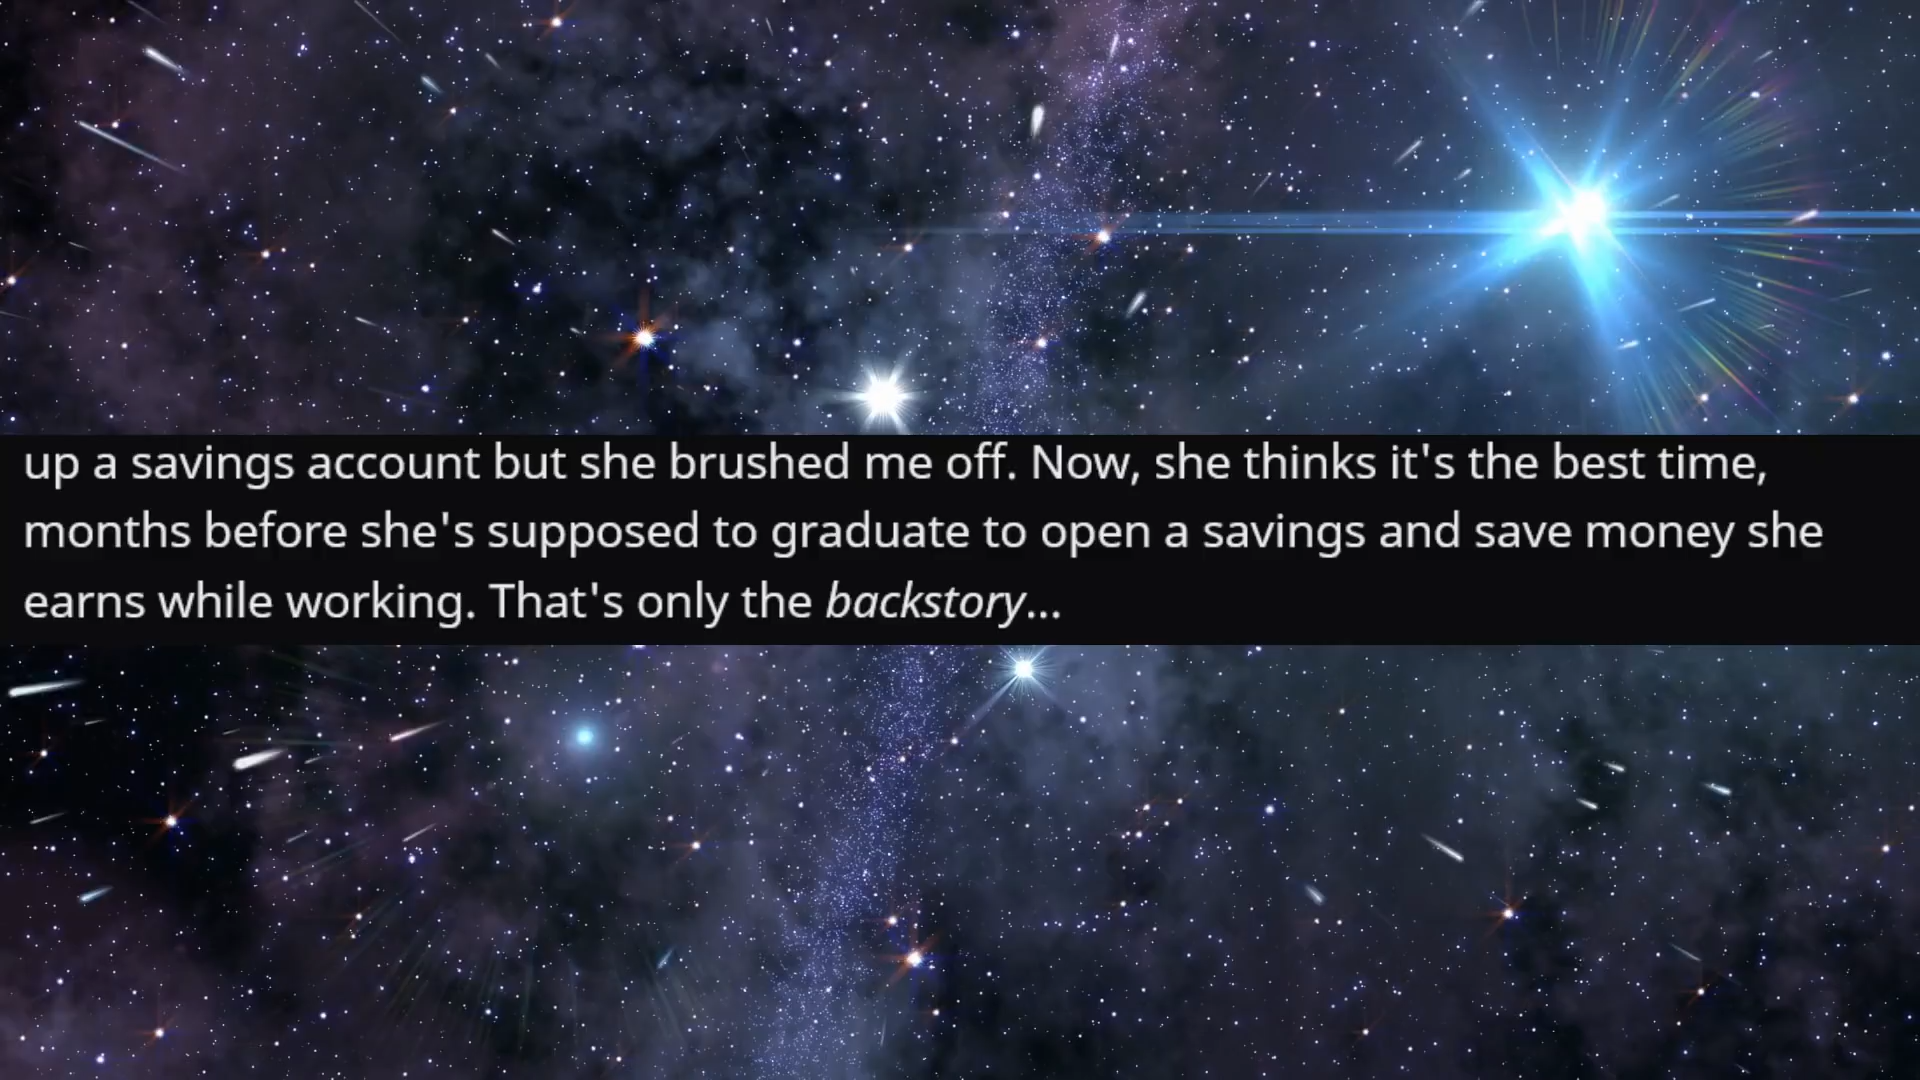 up a savings account but she brushed me off. Now, she thinks it's the best time,
months before she's supposed to graduate to open a savings and save money she
earns while working. That's only the backstory...